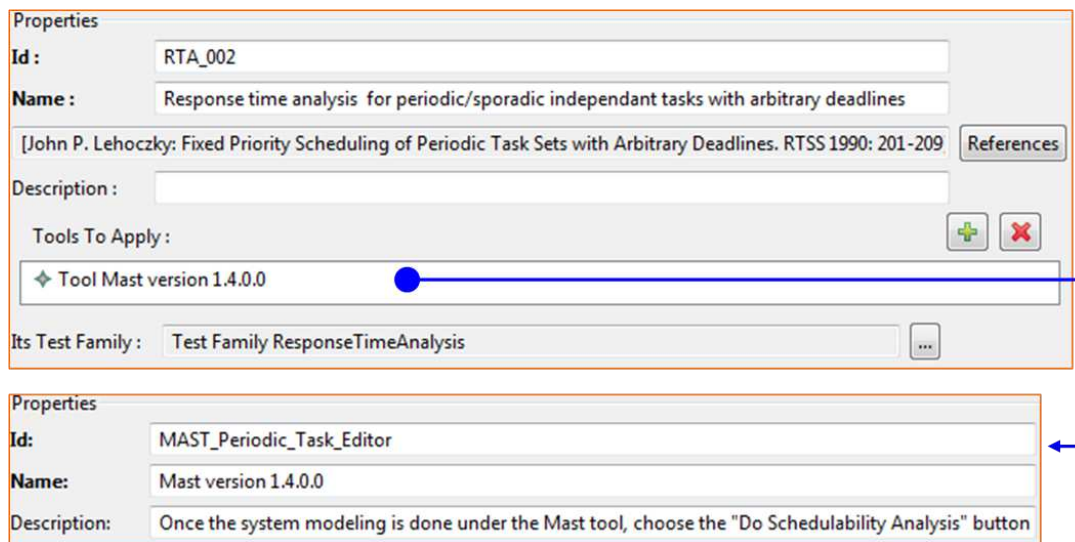 Properties
Id : RTA_002
Name : Response time analysis for periodic/sporadic independant tasks with arbitrary deadlines
[John P. Lehoczky: Fixed Priority Scheduling of Periodic Task Sets with Arbitrary Deadlines. RTSS 1990: 201-209 References
Description :
Tools To Apply :
Tool Mast version 1.4.0.0
Its Test Family : Test Family ResponseTimeAnalysis ...
Properties
Id: MAST_Periodic_Task_Editor
Name: Mast version 1.4.0.0
Description: Once the system modeling is done under the Mast tool, choose the "Do Schedulability Analysis" button